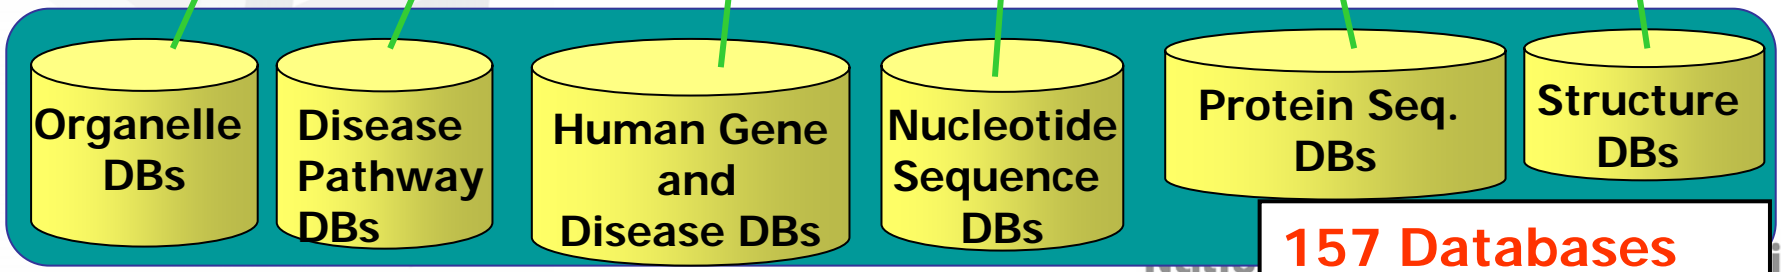 Organelle
DBs
Disease
Pathway
DBs
Human Gene
and
Disease DBs
Nucleotide
Sequence
DBs
Protein Seq.
DBs
Structure
DBs
157 Databases